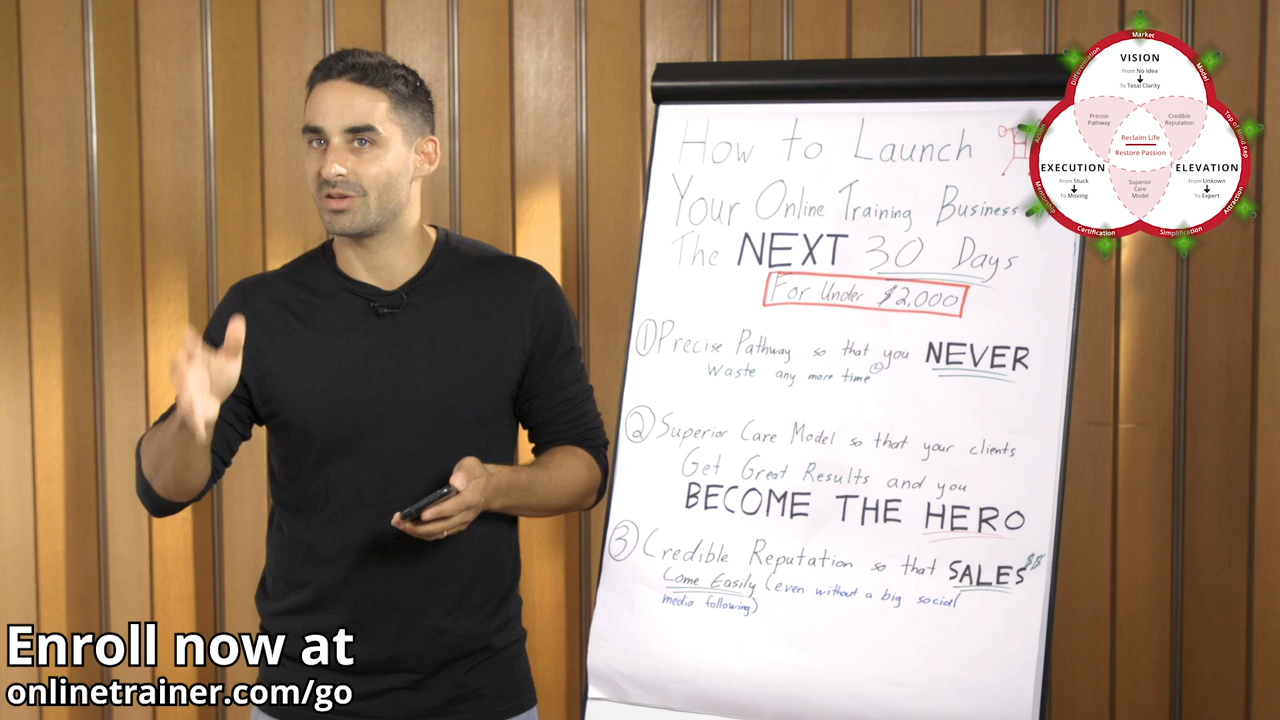 How to Launch
Your Online Training Business
The NEXT 30 Days
For Under $2,000
① Precise Pathway so that you NEVER
Waste any more time
② Superior Care Model so that your clients
Get Great Results and you
BECOME THE HERO
③ Credible Reputation so that SALES $$
Come Easily (even without a big social
media following)
Market
Differentiation
Model
Action
Top of Mind Rep
Membership
Attraction
Certification
Simplification
VISION
From No Idea
To Total Clarity
Precise
Pathway
Credible
Reputation
Reclaim Life
Restore Passion
EXECUTION
From Stuck
To Moving
ELEVATION
From Unkown
To Expert
Superior
Care
Model
Enroll now at
onlinetrainer.com/go